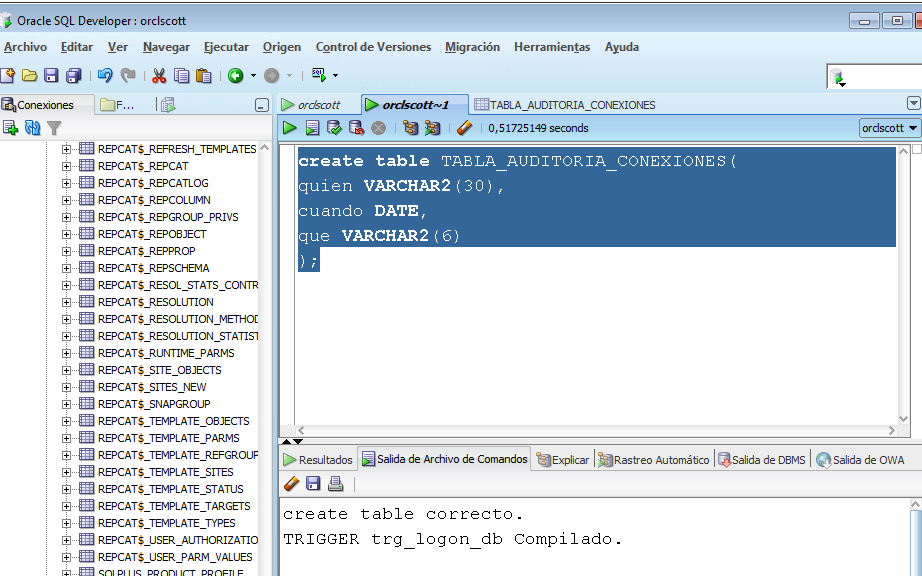 Oracle SQL Developer : orclscott
Archivo Editar Ver Navegar Ejecutar Origen Control de Versiones Migración Herramientas Ayuda
Conexiones F...
orclscott orclscott~1 TABLA_AUDITORIA_CONEXIONES
0,51725149 seconds orclscott
REPCAT$_REFRESH_TEMPLATES
REPCAT$_REPCAT
REPCAT$_REPCATLOG
REPCAT$_REPCOLUMN
REPCAT$_REPGROUP_PRIVS
REPCAT$_REPOBJECT
REPCAT$_REPPROP
REPCAT$_REPSCHEMA
REPCAT$_RESOL_STATS_CONTR
REPCAT$_RESOLUTION
REPCAT$_RESOLUTION_METHOD
REPCAT$_RESOLUTION_STATIST
REPCAT$_RUNTIME_PARMS
REPCAT$_SITE_OBJECTS
REPCAT$_SITES_NEW
REPCAT$_SNAPGROUP
REPCAT$_TEMPLATE_OBJECTS
REPCAT$_TEMPLATE_PARMS
REPCAT$_TEMPLATE_REFGROUP
REPCAT$_TEMPLATE_SITES
REPCAT$_TEMPLATE_STATUS
REPCAT$_TEMPLATE_TARGETS
REPCAT$_TEMPLATE_TYPES
REPCAT$_USER_AUTHORIZATIO
REPCAT$_USER_PARM_VALUES
SQLPLUS_PRODUCT_PROFILE
create table TABLA_AUDITORIA_CONEXIONES(
quien VARCHAR2(30),
cuando DATE,
que VARCHAR2(6)
);
Resultados Salida de Archivo de Comandos Explicar Rastreo Automático Salida de DBMS Salida de OWA
create table correcto.
TRIGGER trg_logon_db Compilado.